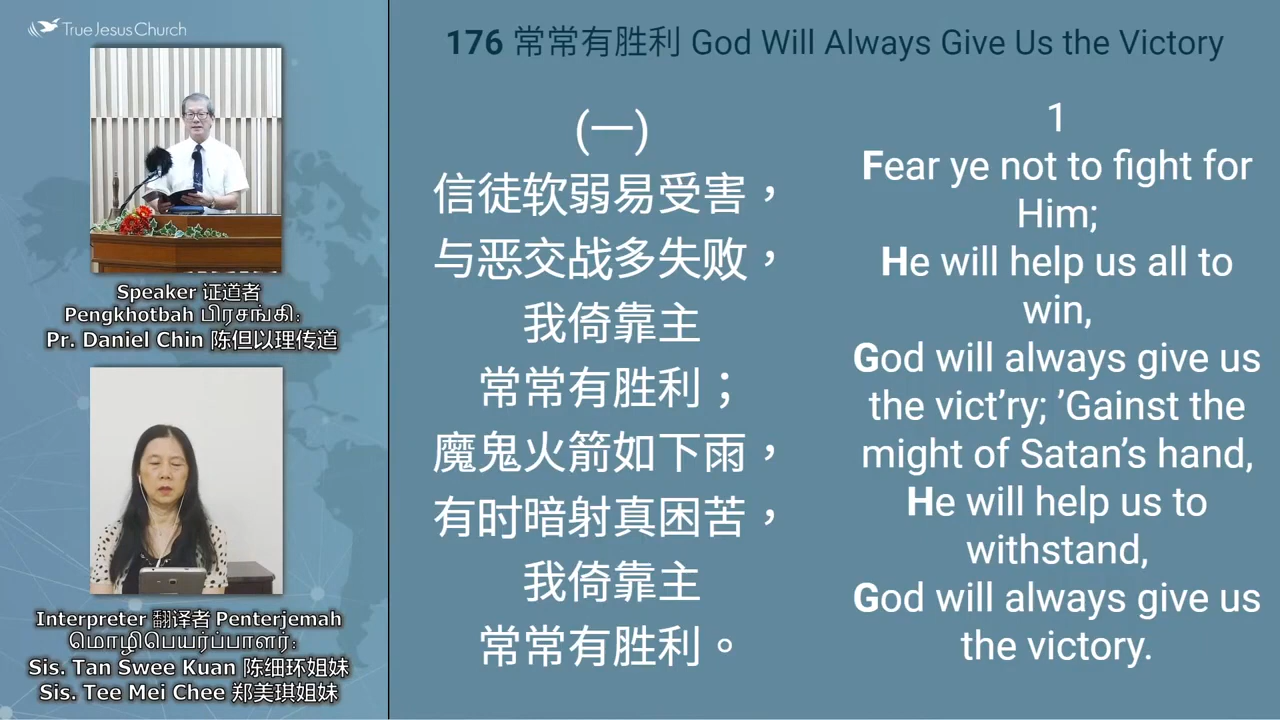 True Jesus Church
Speaker 证道者
Pengkhotbah பிரசங்கி:
Pr. Daniel Chin 陈但以理传道
Interpreter 翻译者 Penterjemah
மொழிபெயர்ப்பாளர்:
Sis. Tan Swee Kuan 陈细环姐妹
Sis. Tee Mei Chee 郑美琪姐妹
176 常常有胜利 God Will Always Give Us the Victory
(一)
信徒软弱易受害，
与恶交战多失败，
我倚靠主
常常有胜利；
魔鬼火箭如下雨，
有时暗射真困苦，
我倚靠主
常常有胜利。
1
Fear ye not to fight for
Him;
He will help us all to
win,
God will always give us
the vict’ry; ’Gainst the
might of Satan’s hand,
He will help us to
withstand,
God will always give us
the victory.